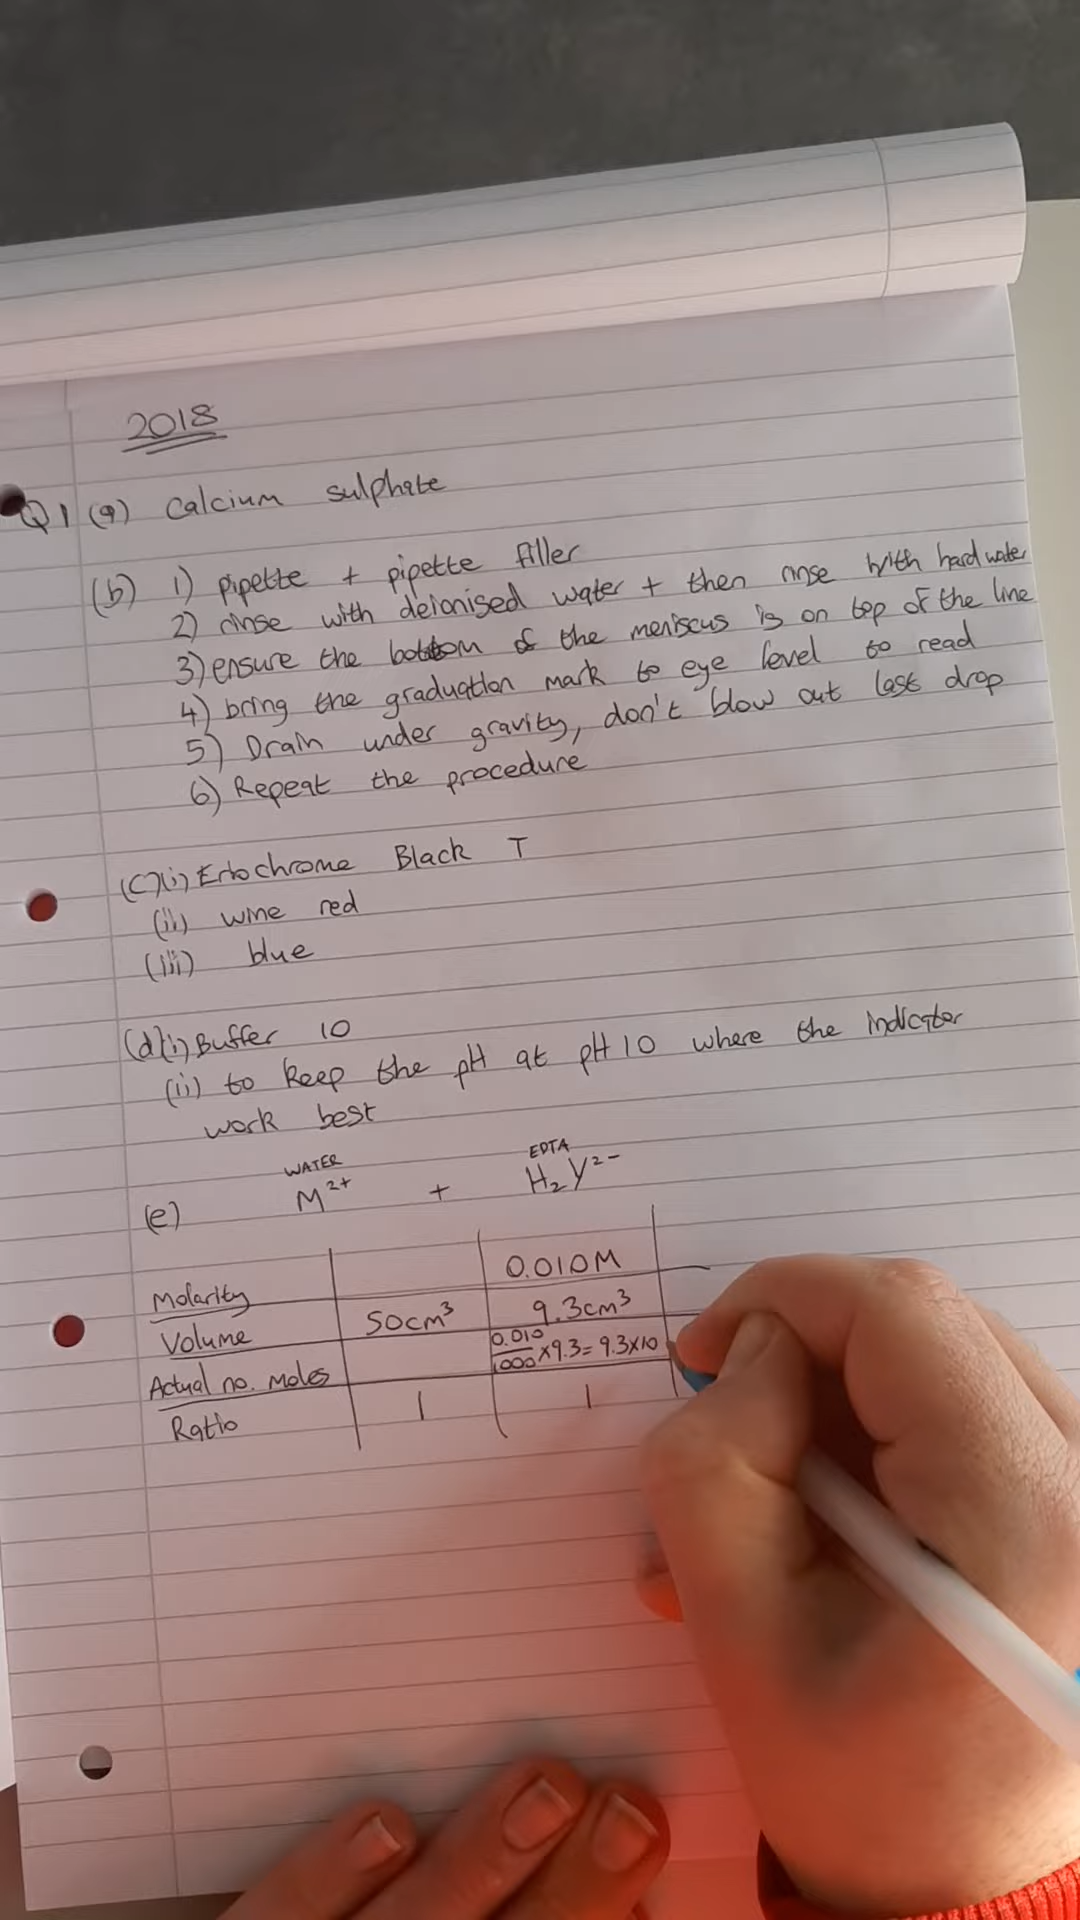 2018
Q1 (a) Calcium sulphate
(b) 1) pipette + pipette filler
2) rinse with deionised water + then rinse with hard water
3) ensure the bottom of the meniscus is on top of the line
4) bring the graduation mark to eye level to read
5) Drain under gravity, don't blow out last drop
6) Repeat the procedure
(c)(i) Eriochrome Black T
(ii) wine red
(iii) blue
(d)(i) Buffer 10
(ii) to keep the pH at pH 10 where the indicator
work best
WATER EDTA
(e) M²⁺ + H₂Y²⁻
Molarity 0.010M
Volume 50cm³ 9.3cm³
Actual no. moles 0.010/1000 x 9.3 = 9.3x10
Ratio 1 1